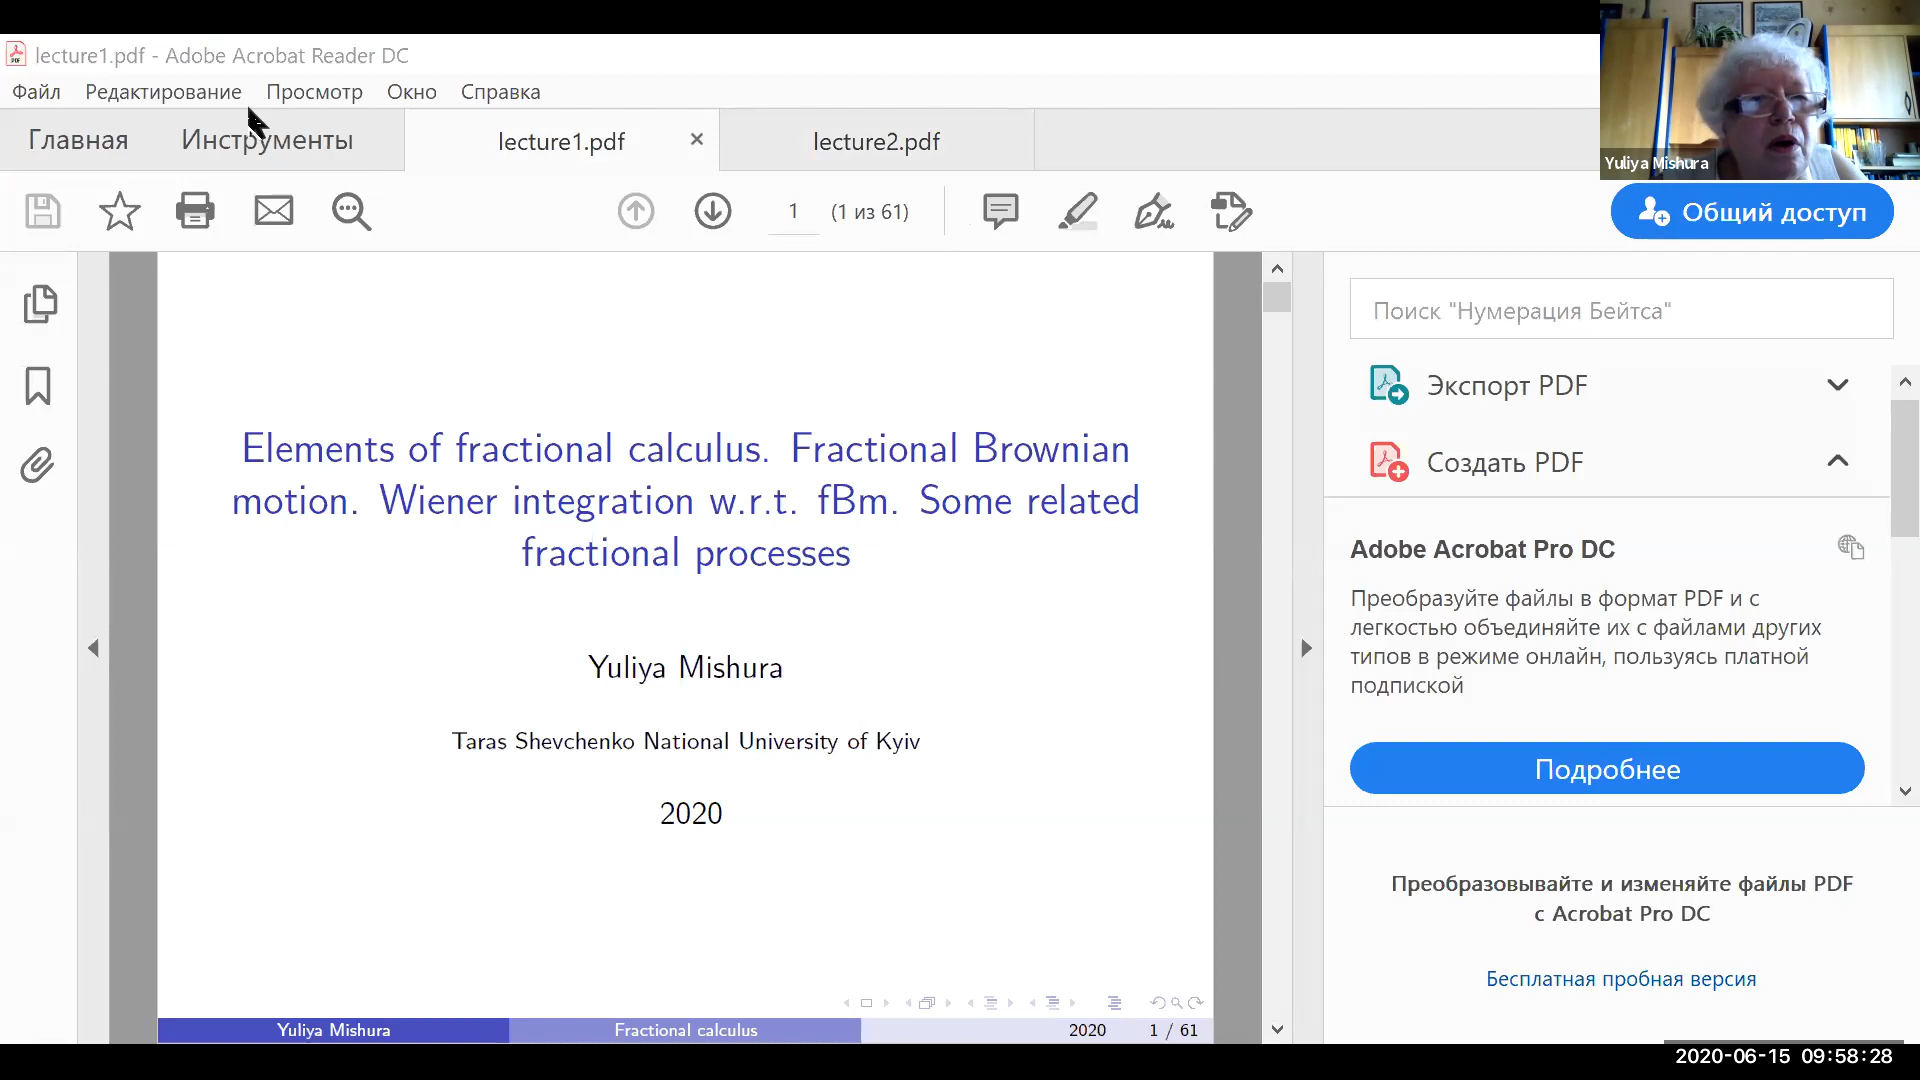 lecture1.pdf - Adobe Acrobat Reader DC
Файл Редактирование Просмотр Окно Справка
Главная Инструменты lecture1.pdf × lecture2.pdf
Yuliya Mishura
1 (1 из 61)
Общий доступ
Поиск "Нумерация Бейтса"
Экспорт PDF
Создать PDF
Elements of fractional calculus. Fractional Brownian
motion. Wiener integration w.r.t. fBm. Some related
fractional processes
Yuliya Mishura
Taras Shevchenko National University of Kyiv
2020
Adobe Acrobat Pro DC
Преобразуйте файлы в формат PDF и с
легкостью объединяйте их с файлами других
типов в режиме онлайн, пользуясь платной
подпиской
Подробнее
Преобразовывайте и изменяйте файлы PDF
с Acrobat Pro DC
Бесплатная пробная версия
Yuliya Mishura Fractional calculus 2020 1 / 61
2020-06-15 09:58:28